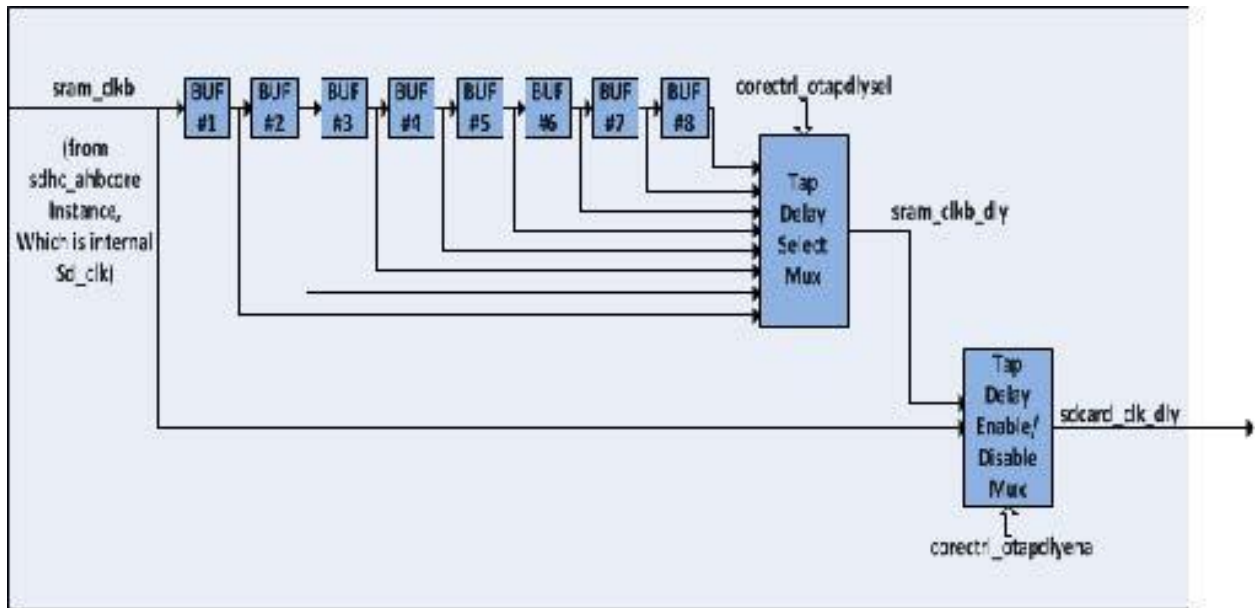 sram_clkb
(from
sdhc_ahbcore
Instance,
Which is internal
Sd_clk)
BUF
#1
BUF
#2
BUF
#3
BUF
#4
BUF
#5
BUF
#6
BUF
#7
BUF
#8
corectrl_otapdlysel
Tap
Delay
Select
Mux
sram_clkb_dly
Tap
Delay
Enable/
Disable
Mux
sdcard_clk_dly
corectrl_otapdlyena